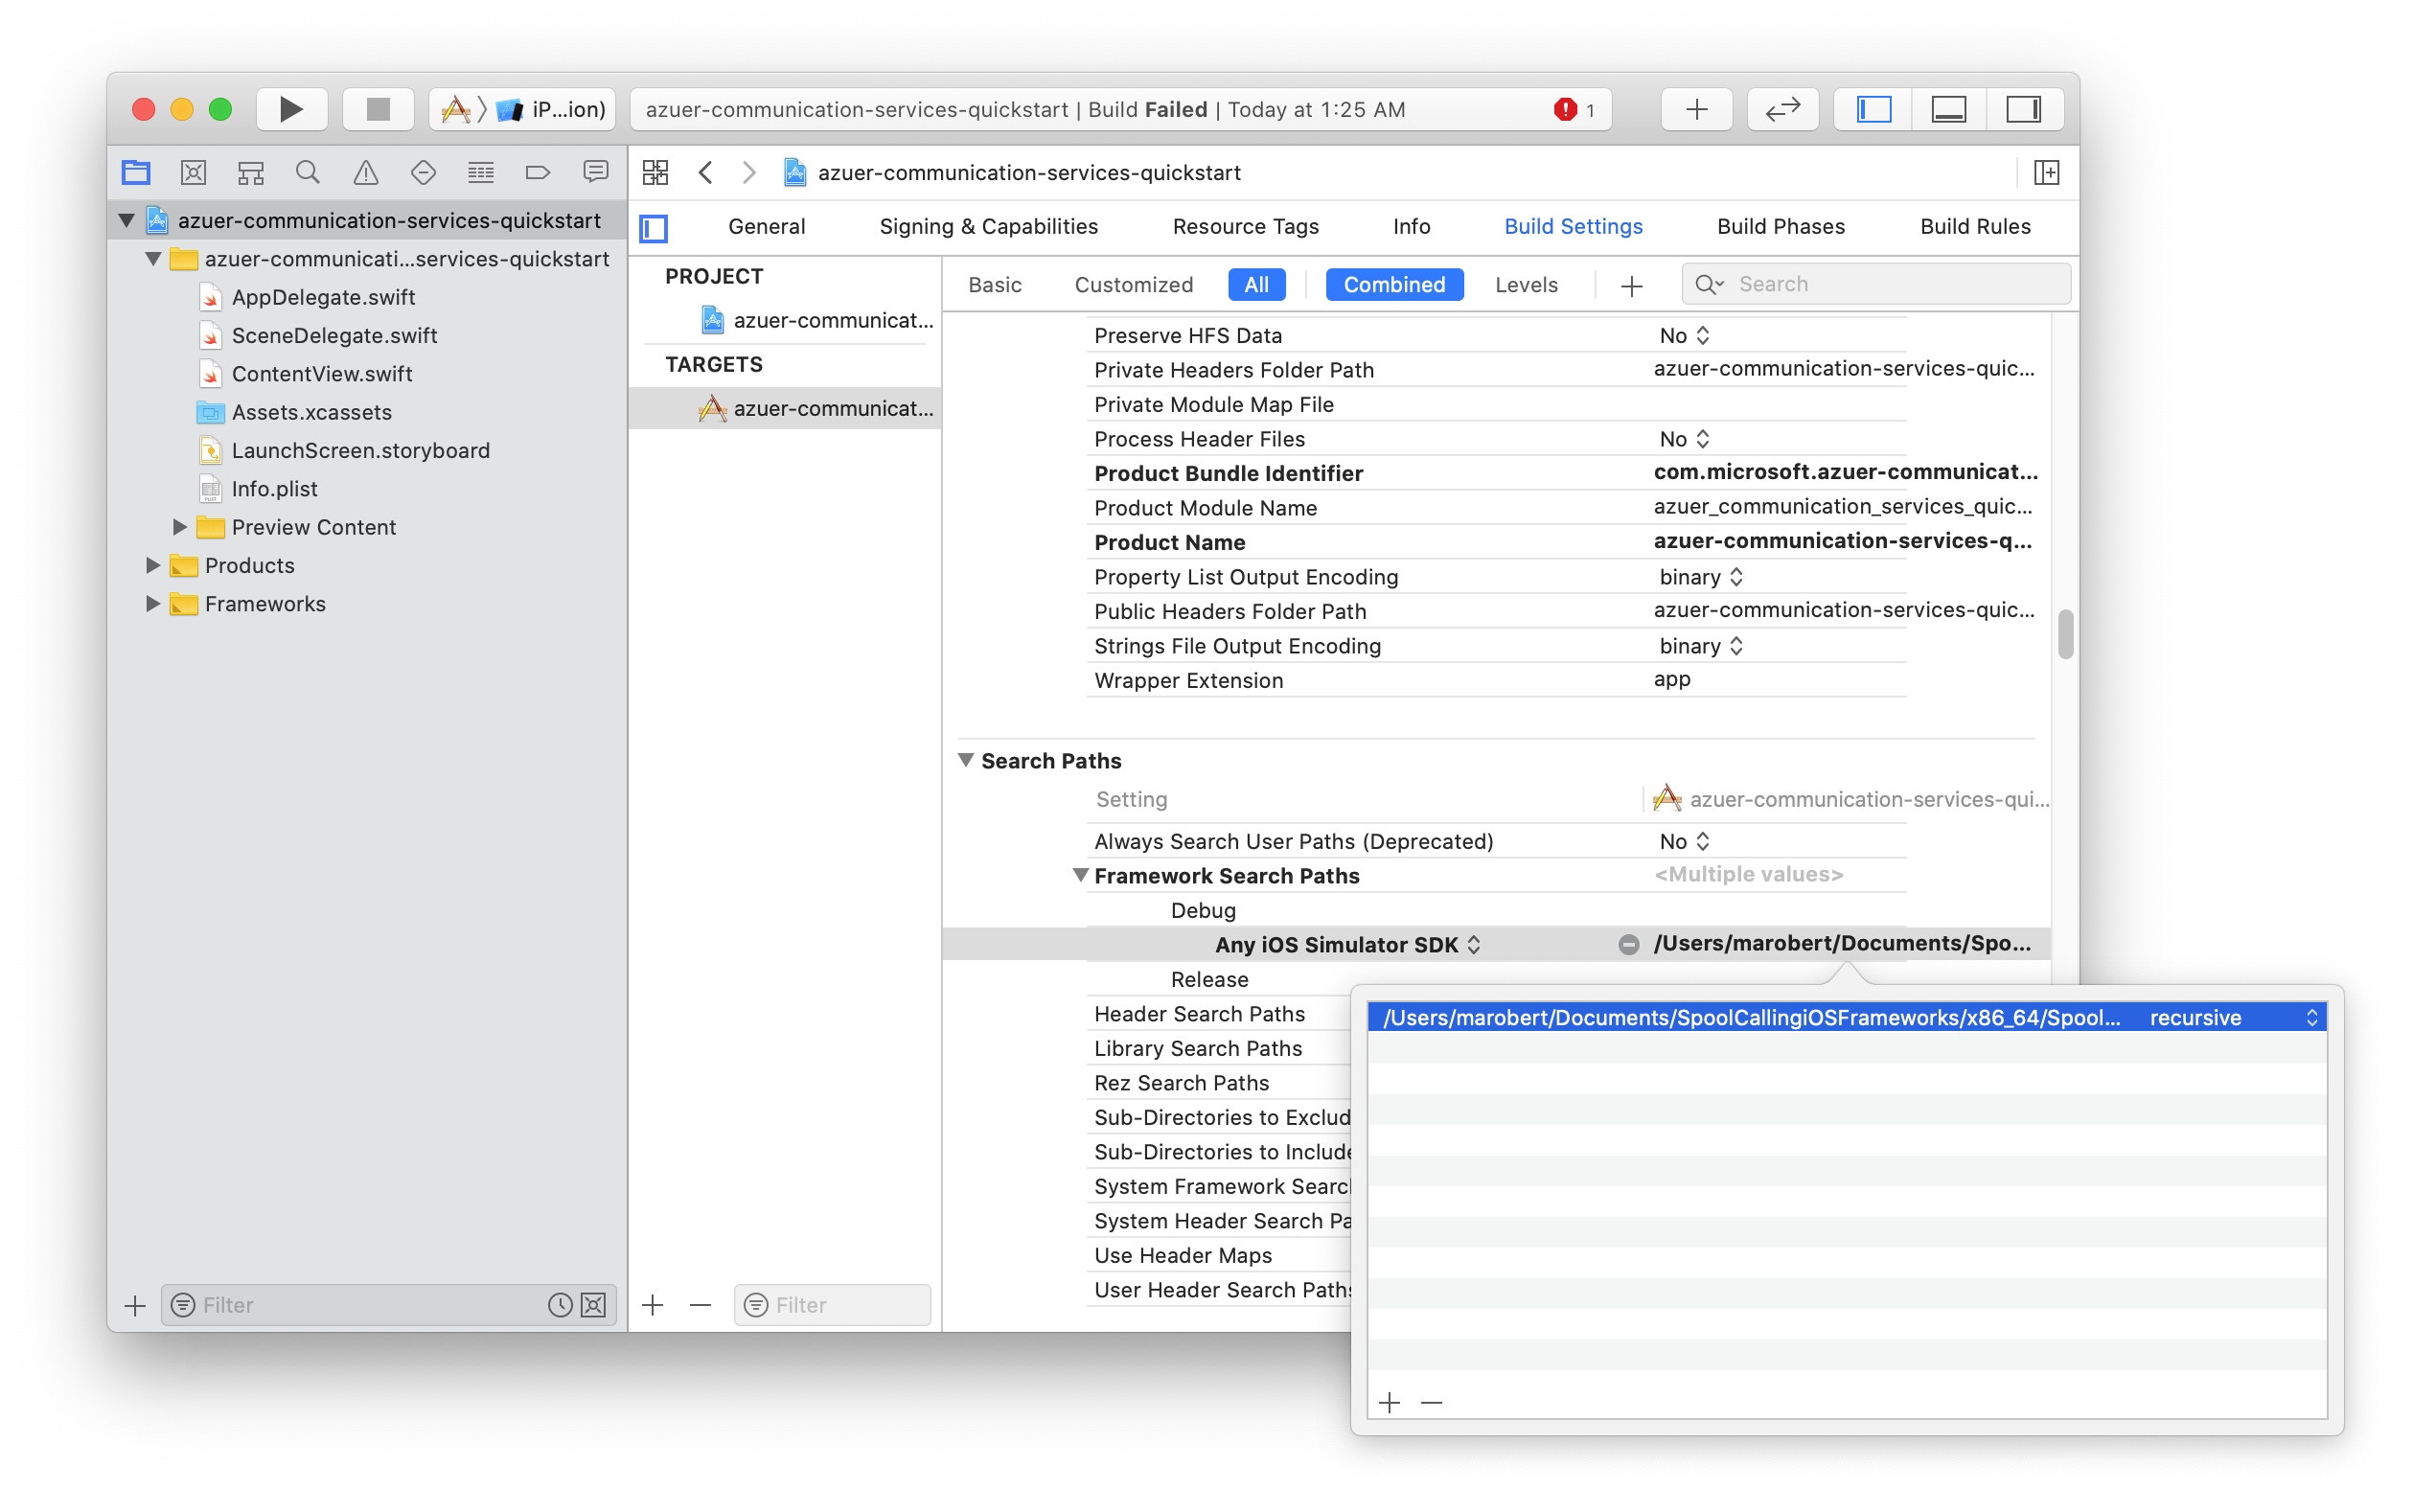 iP...ion)
azuer-communication-services-quickstart | Build Failed | Today at 1:25 AM
1
azuer-communication-services-quickstart
azuer-communicati...services-quickstart
AppDelegate.swift
SceneDelegate.swift
ContentView.swift
Assets.xcassets
LaunchScreen.storyboard
Info.plist
Preview Content
Products
Frameworks
Filter
azuer-communication-services-quickstart
General Signing & Capabilities Resource Tags Info Build Settings Build Phases Build Rules
PROJECT
azuer-communicat...
TARGETS
azuer-communicat...
Filter
Basic Customized All Combined Levels Search
Preserve HFS Data No
Private Headers Folder Path azuer-communication-services-quic...
Private Module Map File
Process Header Files No
Product Bundle Identifier com.microsoft.azuer-communicat...
Product Module Name azuer_communication_services_quic...
Product Name azuer-communication-services-q...
Property List Output Encoding binary
Public Headers Folder Path azuer-communication-services-quic...
Strings File Output Encoding binary
Wrapper Extension app
Search Paths
Setting azuer-communication-services-qui...
Always Search User Paths (Deprecated) No
Framework Search Paths <Multiple values>
Debug
Any iOS Simulator SDK /Users/marobert/Documents/Spo...
Release
Header Search Paths
Library Search Paths
Rez Search Paths
Sub-Directories to Exclud
Sub-Directories to Include
System Framework Searc
System Header Search Pa
Use Header Maps
User Header Search Paths
/Users/marobert/Documents/SpoolCallingiOSFrameworks/x86_64/Spool... recursive